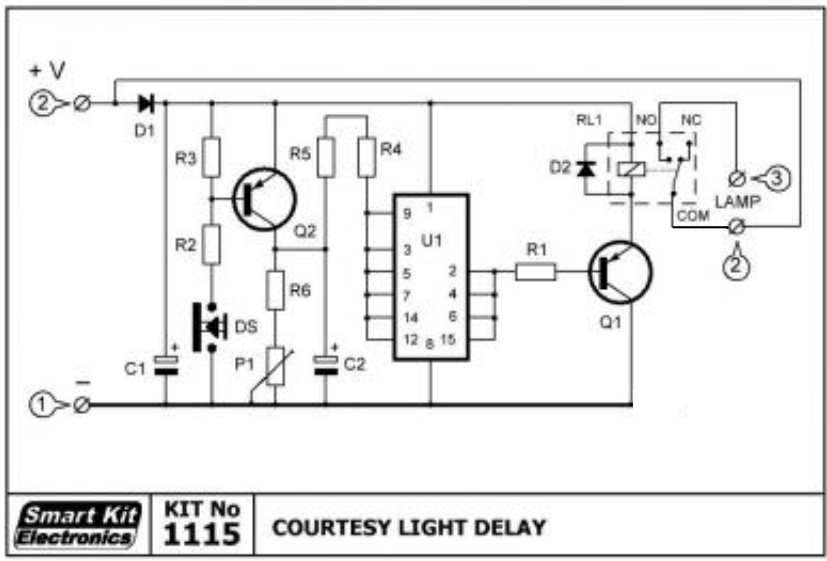 + V
2
D1
R3
R5
R4
RL1
NO
NC
D2
3
LAMP
Q2
9
1
U1
COM
R2
3
R1
2
2
5
R6
7
4
Q1
DS
14
6
12
8
15
P1
C1
+
C2
+
−
1
Smart Kit
Electronics
KIT No
1115
COURTESY LIGHT DELAY